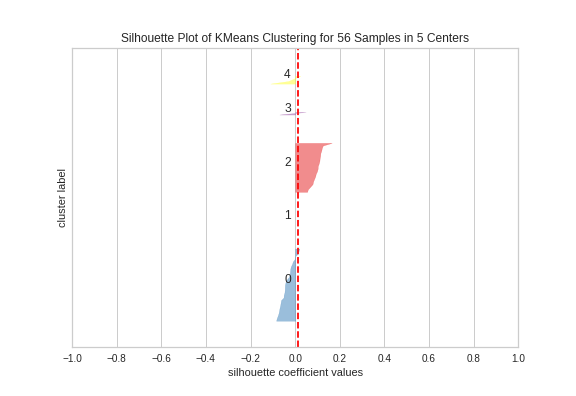 Silhouette Plot of KMeans Clustering for 56 Samples in 5 Centers
4
3
2
1
0
cluster label
−1.0 −0.8 −0.6 −0.4 −0.2 0.0 0.2 0.4 0.6 0.8 1.0
silhouette coefficient values